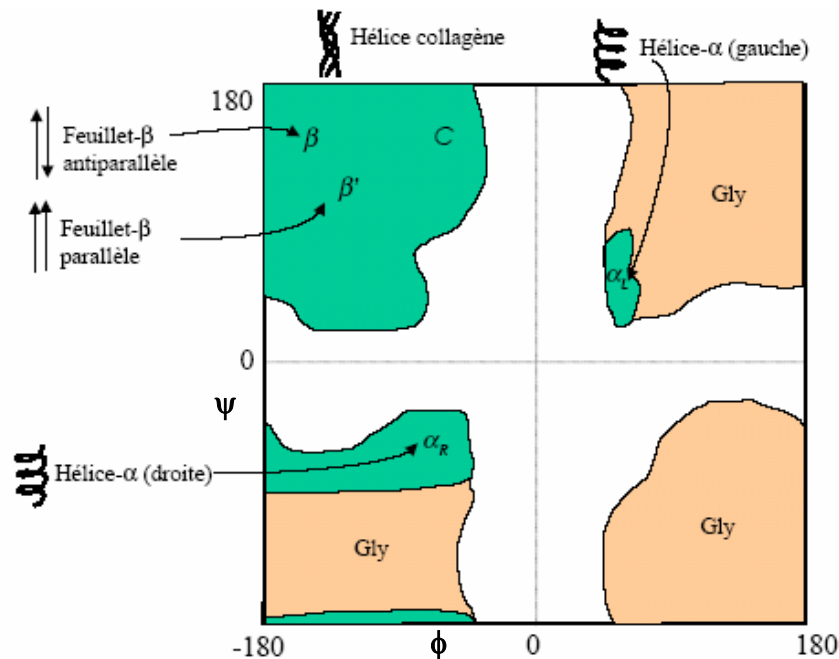 Hélice collagène
Hélice-α (gauche)
180
Feuillet-β
antiparallèle
β
C
β'
Gly
Feuillet-β
parallèle
α_L
0
ψ
α_R
Hélice-α (droite)
Gly
Gly
-180
ϕ
0
180